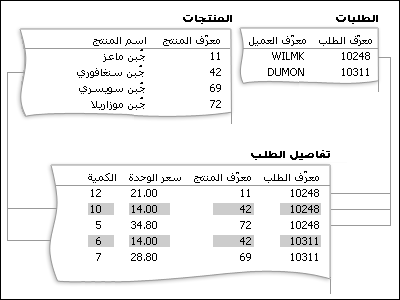 الطلبات
معرّف الطلب معرّف العميل
10248 WILMK
10311 DUMON
المنتجات
معرّف المنتج اسم المنتج
11 جُبن ماعز
42 جُبن سنغافوري
69 جُبن سويسري
72 جُبن موزاريلا
تفاصيل الطلب
معرّف الطلب معرّف المنتج سعر الوحدة الكمية
10248 11 21.00 12
10248 42 14.00 10
10248 72 34.80 5
10311 42 14.00 6
10311 69 28.80 7